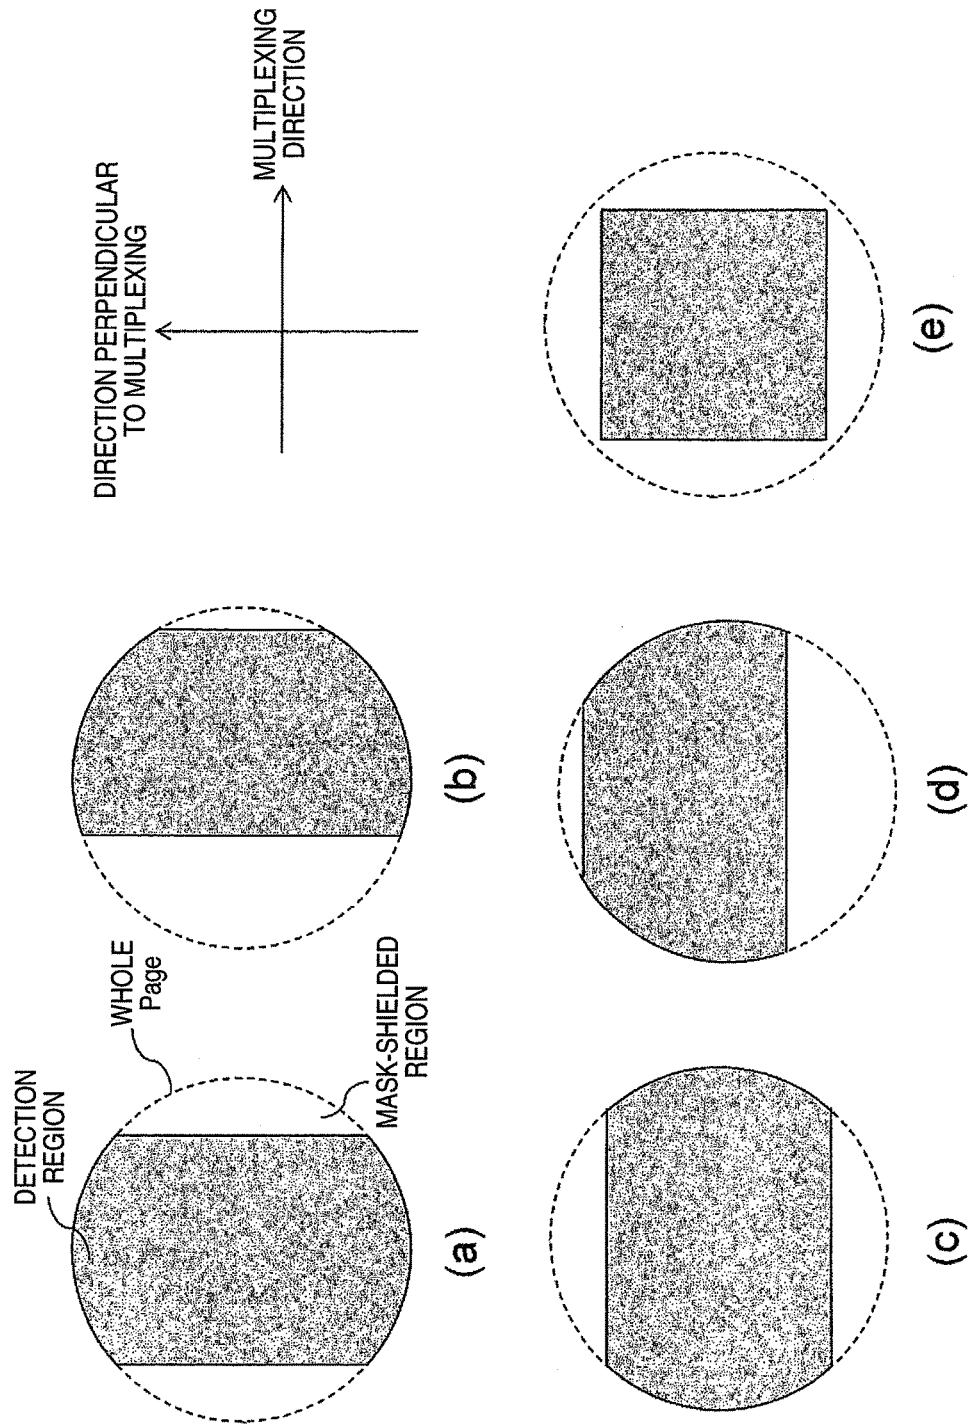 DETECTION
REGION
WHOLE
Page
MASK-SHIELDED
REGION
(a)
(b)
DIRECTION PERPENDICULAR
TO MULTIPLEXING
MULTIPLEXING
DIRECTION
(c)
(d)
(e)